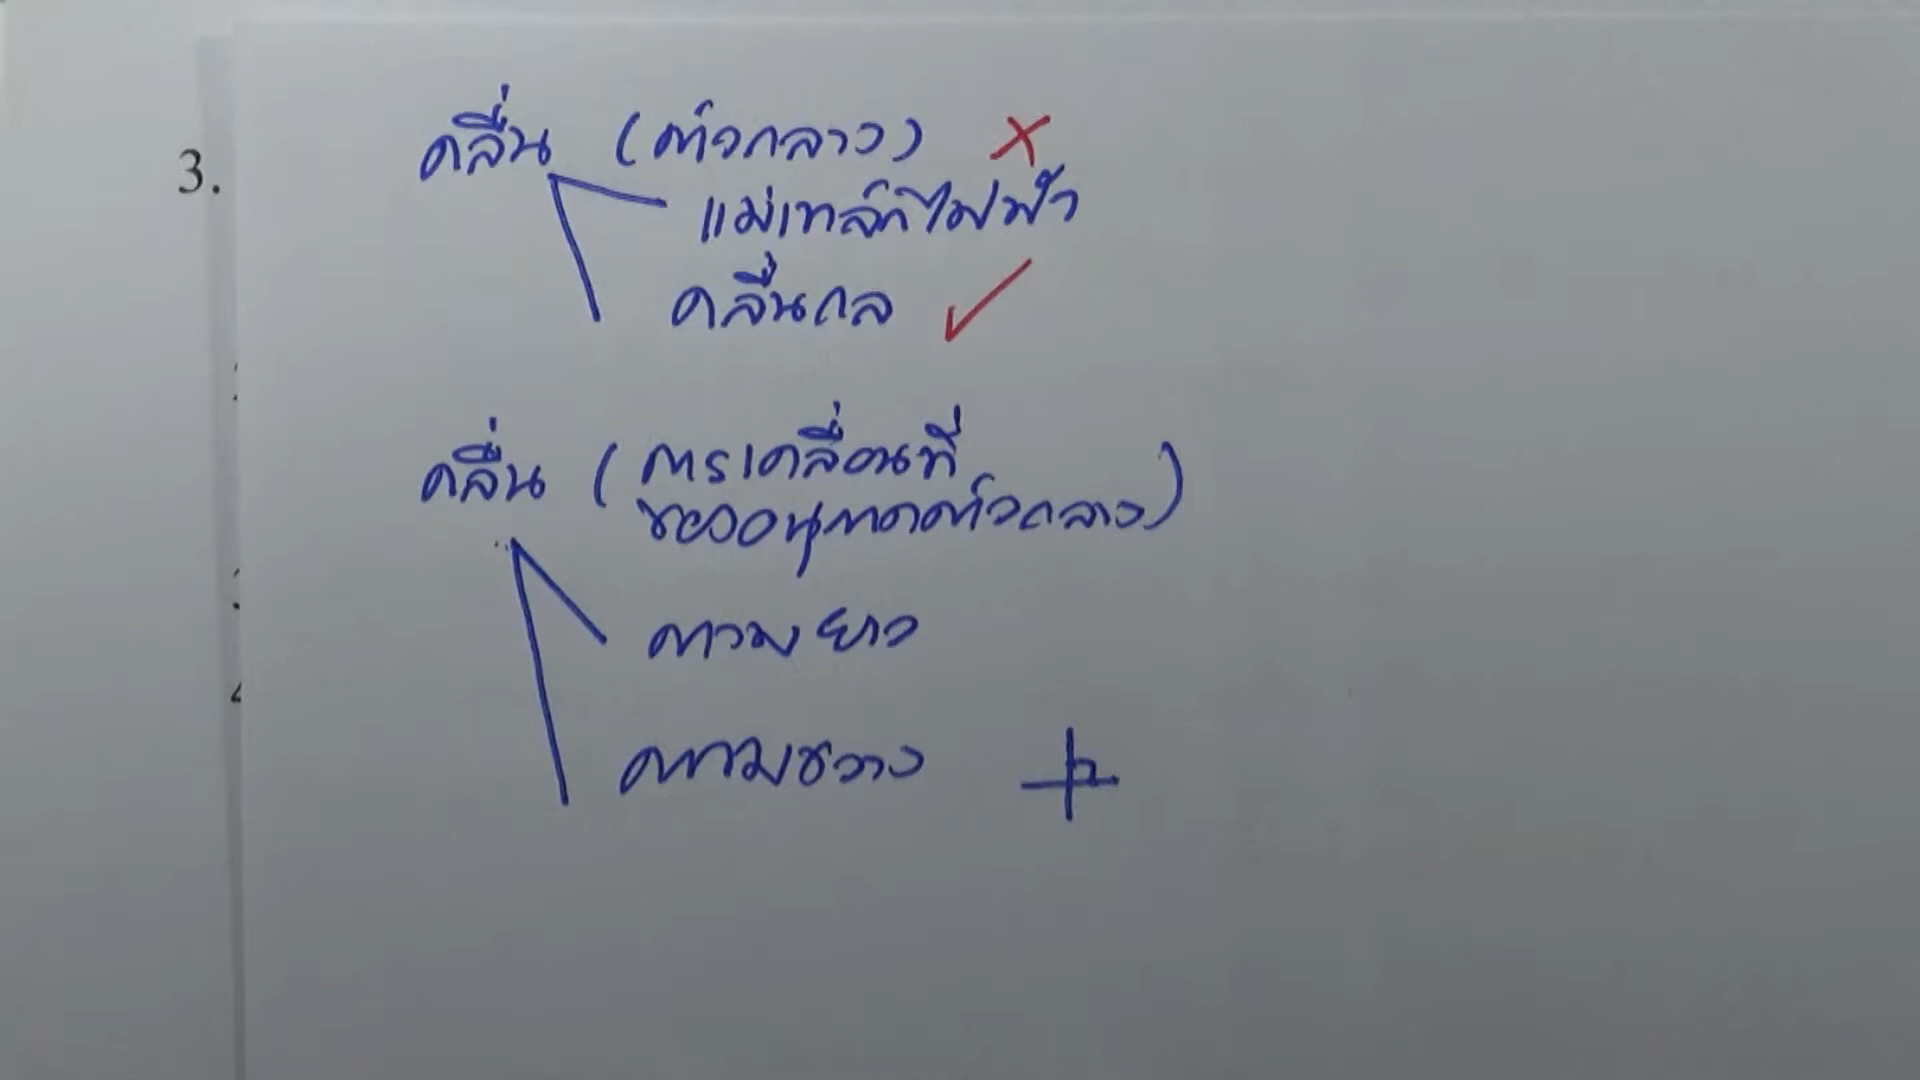 3.
คลื่น (ตัวกลาง) ✗
แม่เหล็กไฟฟ้า
คลื่นกล ✓
คลื่น (การเคลื่อนที่
ของอนุภาคตัวกลาง)
ตามยาว
ตามขวาง